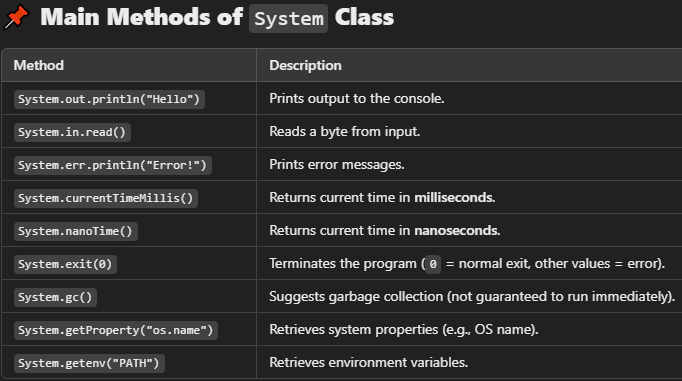 📌 Main Methods of System Class
Method Description
System.out.println("Hello") Prints output to the console.
System.in.read() Reads a byte from input.
System.err.println("Error!") Prints error messages.
System.currentTimeMillis() Returns current time in milliseconds.
System.nanoTime() Returns current time in nanoseconds.
System.exit(0) Terminates the program (0 = normal exit, other values = error).
System.gc() Suggests garbage collection (not guaranteed to run immediately).
System.getProperty("os.name") Retrieves system properties (e.g., OS name).
System.getenv("PATH") Retrieves environment variables.